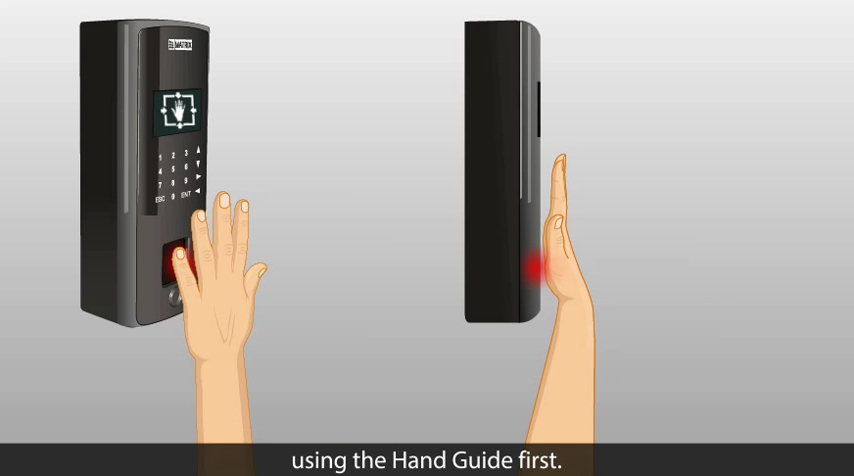 MATRIX
1 2 3
4 5 6
7 8 9
ESC 0 ENT
using the Hand Guide first.